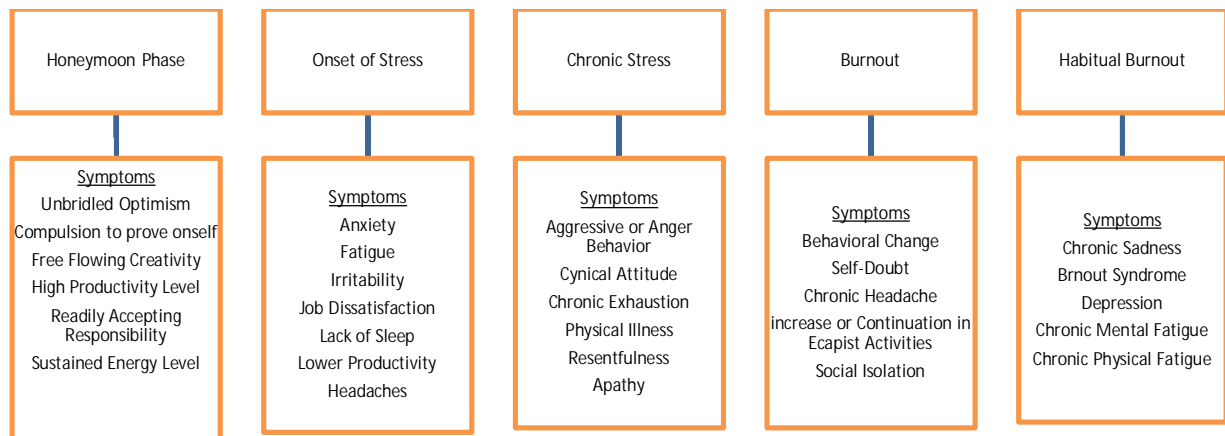 Honeymoon Phase
Onset of Stress
Chronic Stress
Burnout
Habitual Burnout
Symptoms
Unbridled Optimism
Compulsion to prove onself
Free Flowing Creativity
High Productivity Level
Readily Accepting
Responsibility
Sustained Energy Level
Symptoms
Anxiety
Fatigue
Irritability
Job Dissatisfaction
Lack of Sleep
Lower Productivity
Headaches
Symptoms
Aggressive or Anger
Behavior
Cynical Attitude
Chronic Exhaustion
Physical Illness
Resentfulness
Apathy
Symptoms
Behavioral Change
Self-Doubt
Chronic Headache
increase or Continuation in
Ecapist Activities
Social Isolation
Symptoms
Chronic Sadness
Brnout Syndrome
Depression
Chronic Mental Fatigue
Chronic Physical Fatigue